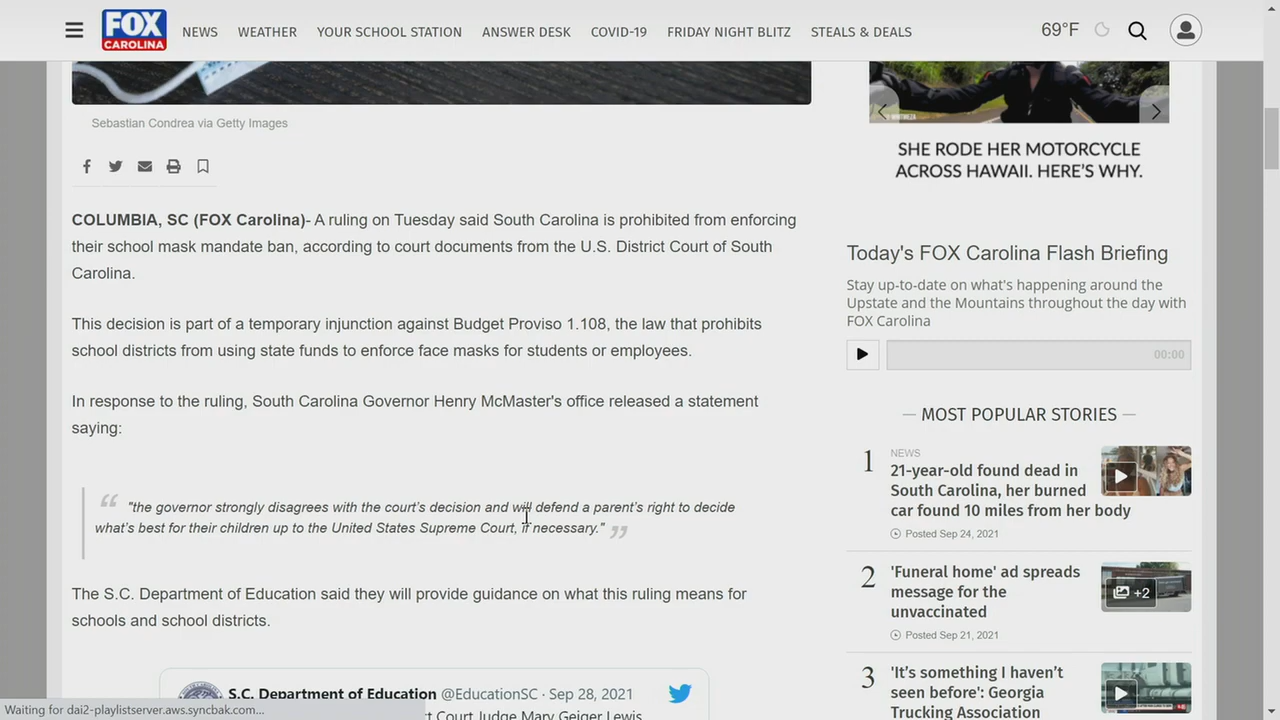 FOX
CAROLINA
NEWS
WEATHER
YOUR SCHOOL STATION
ANSWER DESK
COVID-19
FRIDAY NIGHT BLITZ
STEALS & DEALS
69°F
Sebastian Condrea via Getty Images
COLUMBIA, SC (FOX Carolina)- A ruling on Tuesday said South Carolina is prohibited from enforcing
their school mask mandate ban, according to court documents from the U.S. District Court of South
Carolina.
This decision is part of a temporary injunction against Budget Proviso 1.108, the law that prohibits
school districts from using state funds to enforce face masks for students or employees.
In response to the ruling, South Carolina Governor Henry McMaster's office released a statement
saying:
“ "the governor strongly disagrees with the court's decision and will defend a parent's right to decide
what's best for their children up to the United States Supreme Court, if necessary." ”
The S.C. Department of Education said they will provide guidance on what this ruling means for
schools and school districts.
S.C. Department of Education @EducationSC · Sep 28, 2021
t Court Judge Mary Geiger Lewis
SHE RODE HER MOTORCYCLE
ACROSS HAWAII. HERE'S WHY.
Today's FOX Carolina Flash Briefing
Stay up-to-date on what's happening around the
Upstate and the Mountains throughout the day with
FOX Carolina
00:00
MOST POPULAR STORIES
1
NEWS
21-year-old found dead in
South Carolina, her burned
car found 10 miles from her body
Posted Sep 24, 2021
2
'Funeral home' ad spreads
message for the
unvaccinated
Posted Sep 21, 2021
+2
3
'It's something I haven't
seen before': Georgia
Trucking Association
Waiting for dai2-playlistserver.aws.syncbak.com...